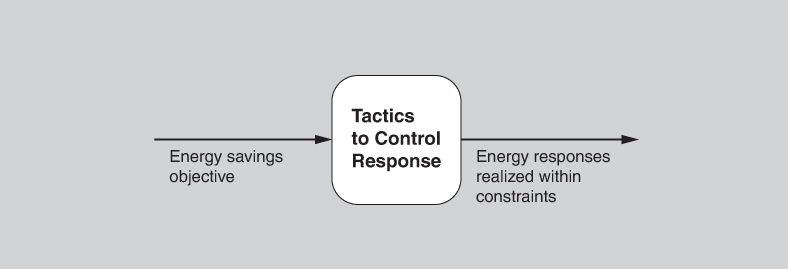 Tactics
to Control
Response
Energy savings
objective
Energy responses
realized within
constraints